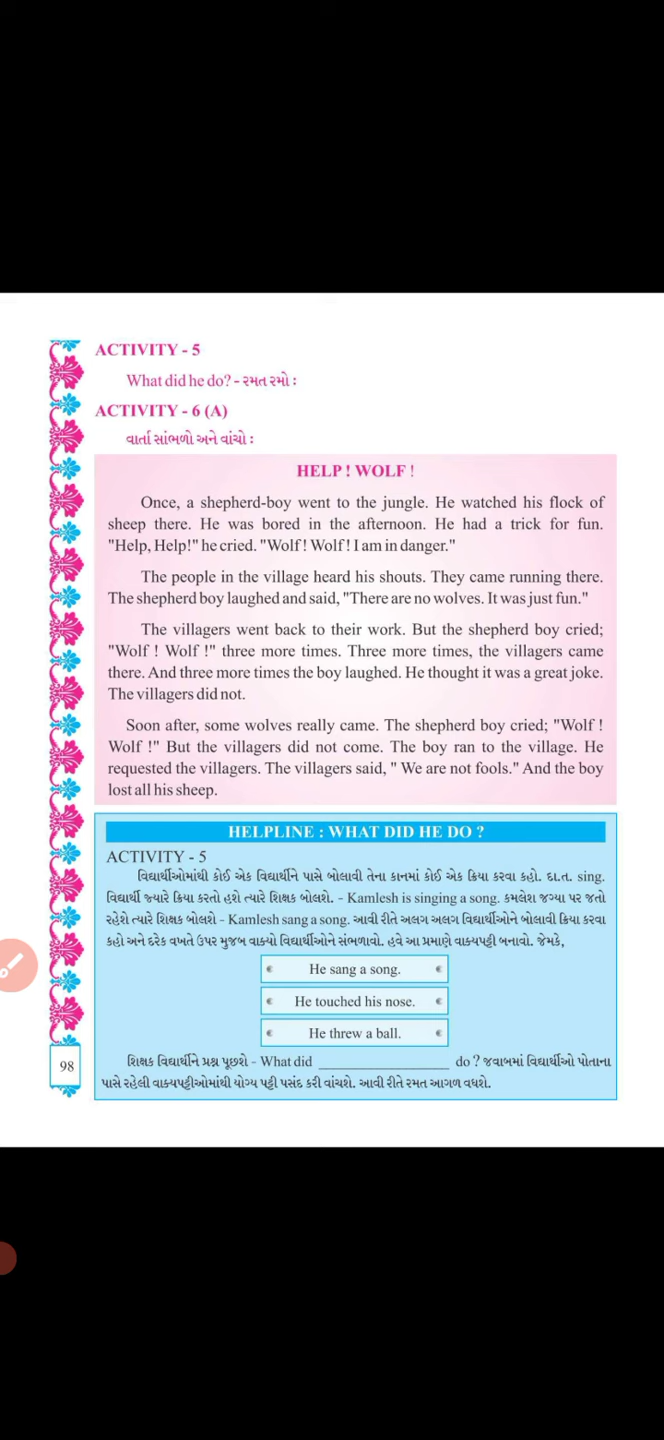 ACTIVITY - 5
What did he do? - રમત રમો :
ACTIVITY - 6 (A)
વાર્તા સાંભળો અને વાંચો :
HELP ! WOLF !
Once, a shepherd-boy went to the jungle. He watched his flock of
sheep there. He was bored in the afternoon. He had a trick for fun.
"Help, Help!" he cried. "Wolf ! Wolf ! I am in danger."
The people in the village heard his shouts. They came running there.
The shepherd boy laughed and said, "There are no wolves. It was just fun."
The villagers went back to their work. But the shepherd boy cried;
"Wolf ! Wolf !" three more times. Three more times, the villagers came
there. And three more times the boy laughed. He thought it was a great joke.
The villagers did not.
Soon after, some wolves really came. The shepherd boy cried; "Wolf !
Wolf !" But the villagers did not come. The boy ran to the village. He
requested the villagers. The villagers said, " We are not fools." And the boy
lost all his sheep.
HELPLINE : WHAT DID HE DO ?
ACTIVITY - 5
વિદ્યાર્થીઓમાંથી કોઈ એક વિદ્યાર્થીને પાસે બોલાવી તેના કાનમાં કોઈ એક ક્રિયા કરવા કહો. દા.ત. sing.
વિદ્યાર્થી જ્યારે ક્રિયા કરતો હશે ત્યારે શિક્ષક બોલશે. - Kamlesh is singing a song. કમલેશ જગ્યા પર જતો
રહેશે ત્યારે શિક્ષક બોલશે - Kamlesh sang a song. આવી રીતે અલગ અલગ વિદ્યાર્થીઓને બોલાવી ક્રિયા કરવા
કહો અને દરેક વખતે ઉપર મુજબ વાક્યો વિદ્યાર્થીઓને સંભળાવો. હવે આ પ્રમાણે વાક્યપટ્ટી બનાવો. જેમકે,
He sang a song.
He touched his nose.
He threw a ball.
શિક્ષક વિદ્યાર્થીને પ્રશ્ન પૂછશે - What did ____________________ do ? જવાબમાં વિદ્યાર્થીઓ પોતાના
પાસે રહેલી વાક્યપટ્ટીઓમાંથી યોગ્ય પટ્ટી પસંદ કરી વાંચશે. આવી રીતે રમત આગળ વધશે.
98